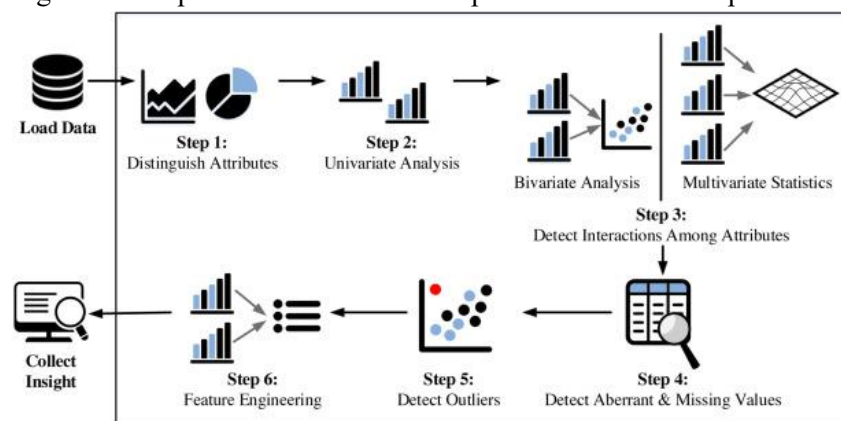 Load Data
Step 1:
Distinguish Attributes
Step 2:
Univariate Analysis
Bivariate Analysis
Multivariate Statistics
Step 3:
Detect Interactions Among Attributes
Step 4:
Detect Aberrant & Missing Values
Step 5:
Detect Outliers
Step 6:
Feature Engineering
Collect
Insight